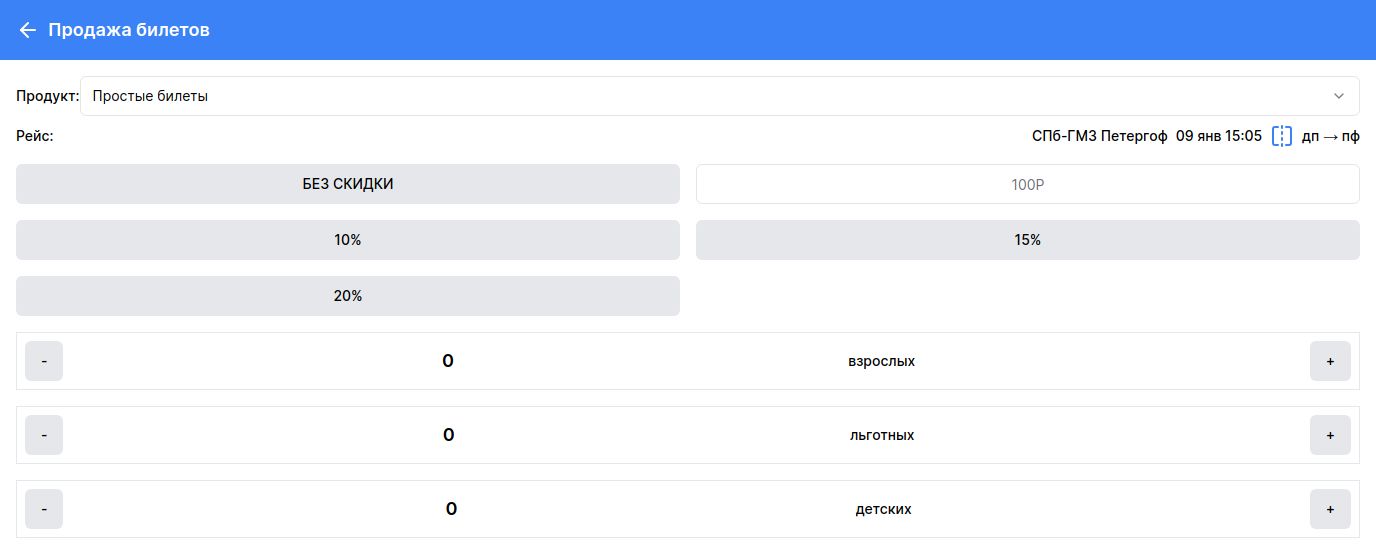 Продажа билетов
Продукт: Простые билеты
Рейс: СПб-ГМЗ Петергоф 09 янв 15:05 дп → пф
БЕЗ СКИДКИ 100Р
10% 15%
20%
- 0 взрослых +
- 0 льготных +
- 0 детских +